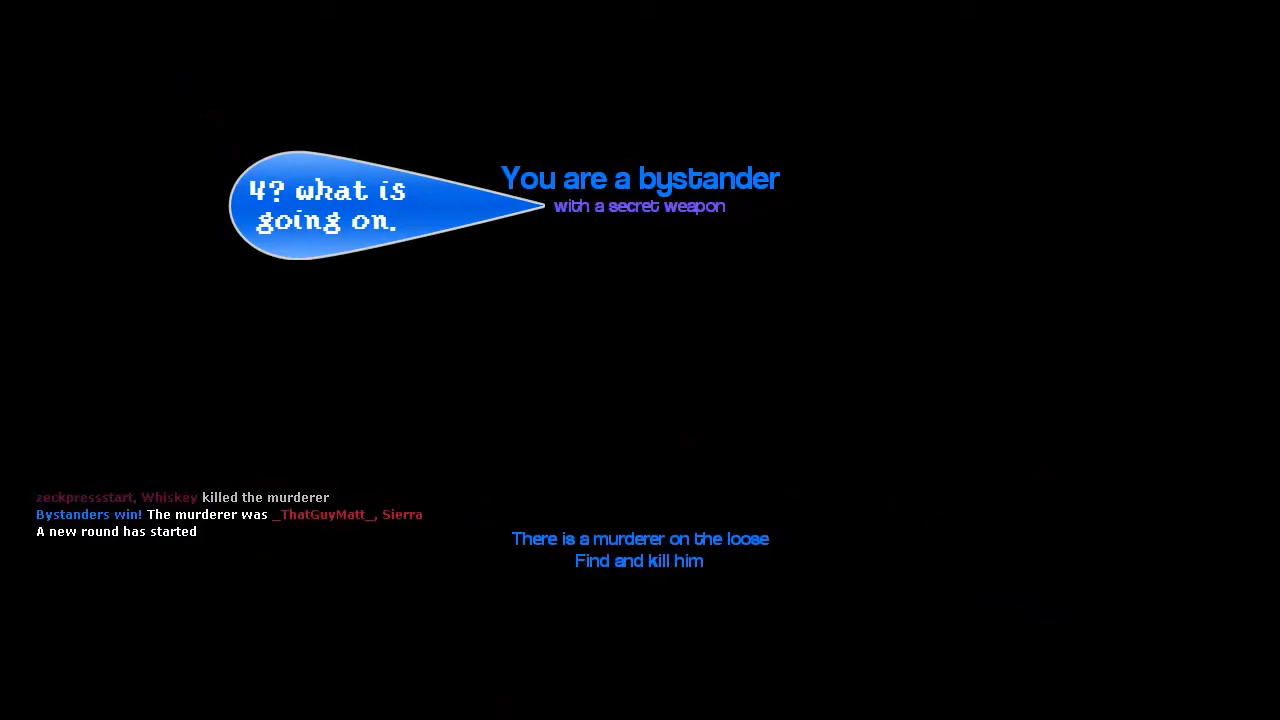 You are a bystander
with a secret weapon
4? what is
going on.
zeckpressstart, Whiskey killed the murderer
Bystanders win! The murderer was _ThatGuyMatt_, Sierra
A new round has started
There is a murderer on the loose
Find and kill him